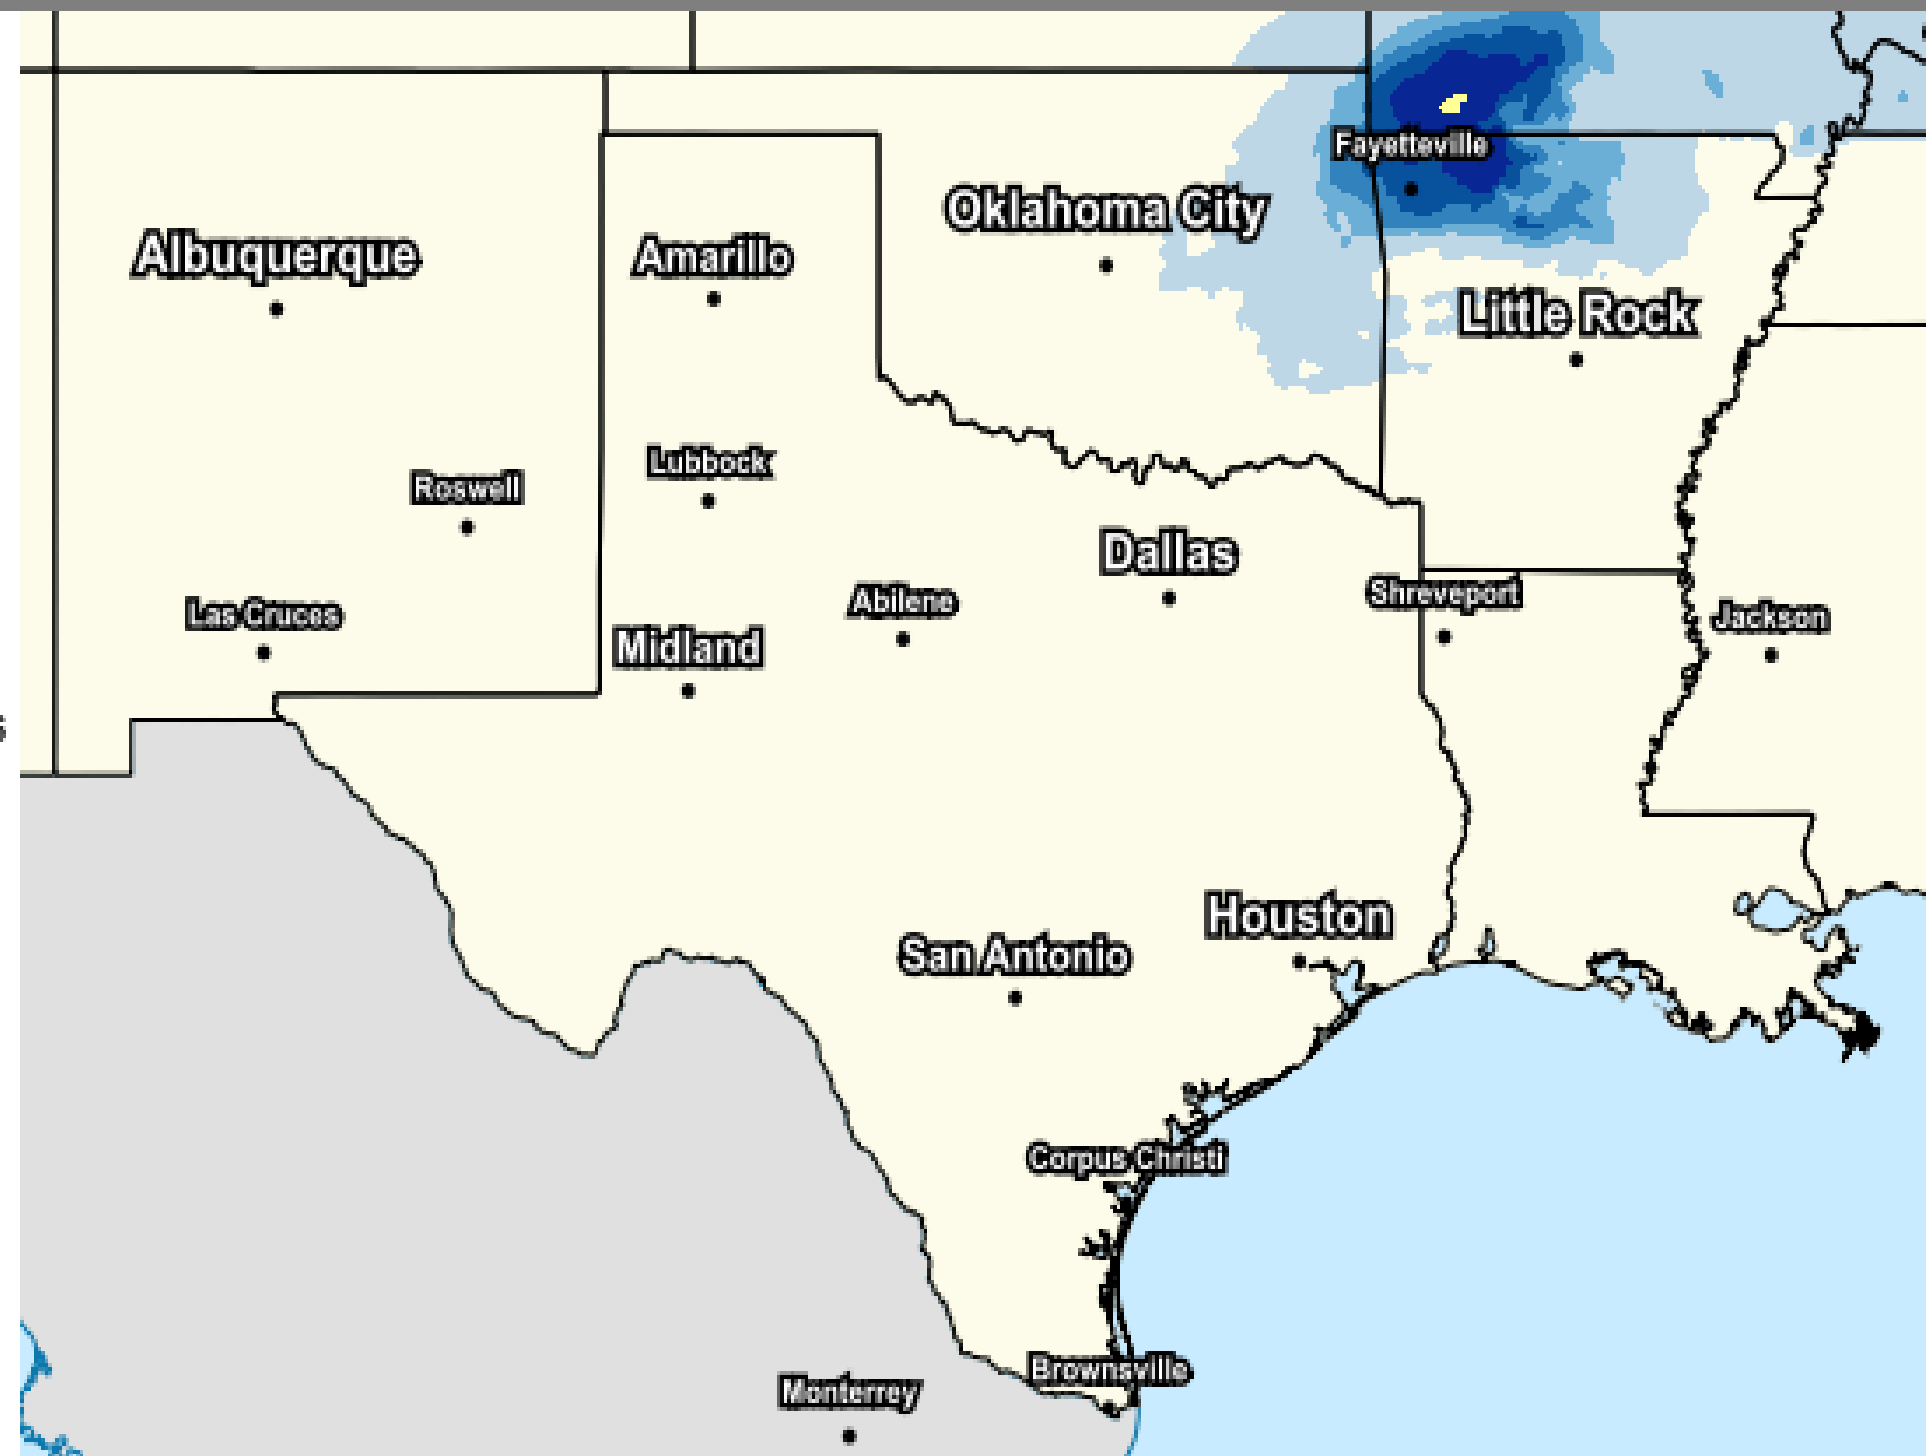 Fayetteville
Oklahoma City
Albuquerque
Amarillo
Little Rock
Lubbock
Roswell
Dallas
Shreveport
Abilene
Las Cruces
Jackson
Midland
s
Houston
San Antonio
Corpus Christi
Brownsville
Monterrey